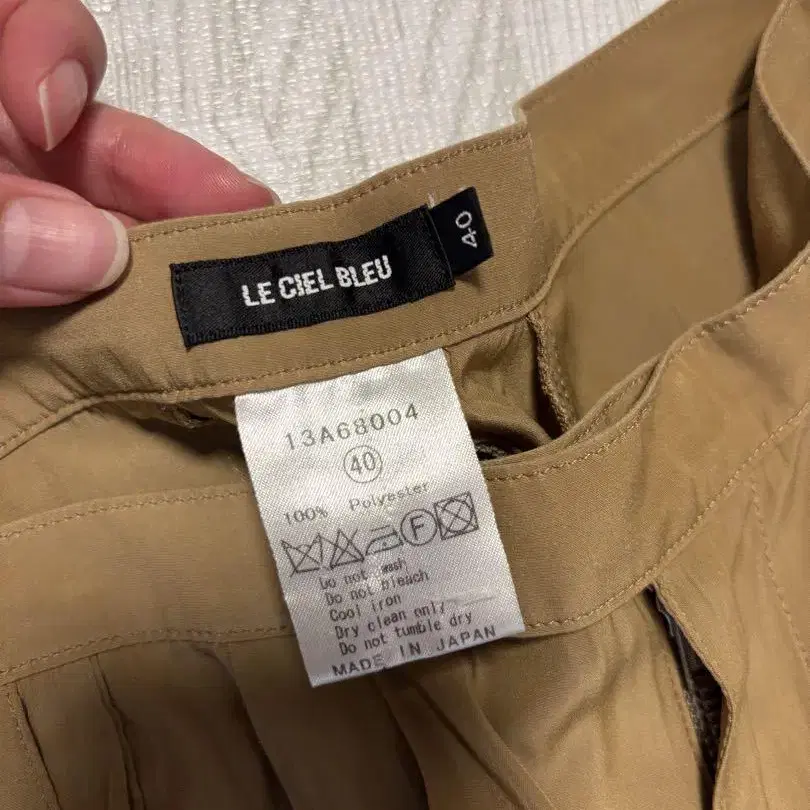 LE CIEL BLEU
40
13A68004
40
100% Polyester
F
Do not wash
Do not bleach
Cool iron
Dry clean only
Do not tumble dry
MADE IN JAPAN